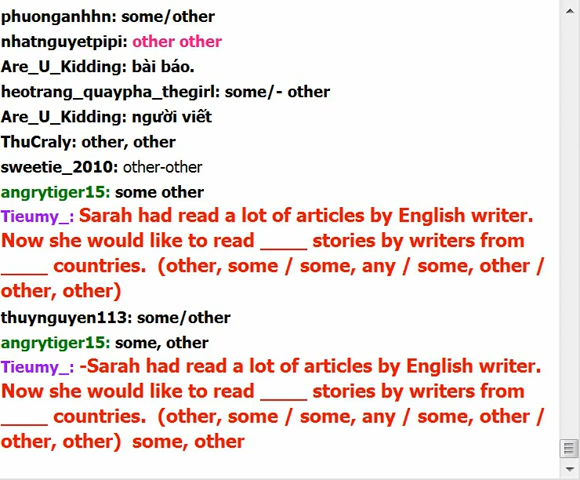 phuonganhhn: some/other
nhatnguyetpipi: other other
Are_U_Kidding: bài báo.
heotrang_quaypha_thegirl: some/- other
Are_U_Kidding: người viết
ThuCraly: other, other
sweetie_2010: other-other
angrytiger15: some other
Tieumy_: Sarah had read a lot of articles by English writer.
Now she would like to read _____ stories by writers from
_____ countries.  (other, some / some, any / some, other /
other, other)
thuynguyen113: some/other
angrytiger15: some, other
Tieumy_: -Sarah had read a lot of articles by English writer.
Now she would like to read _____ stories by writers from
_____ countries.  (other, some / some, any / some, other /
other, other)  some, other